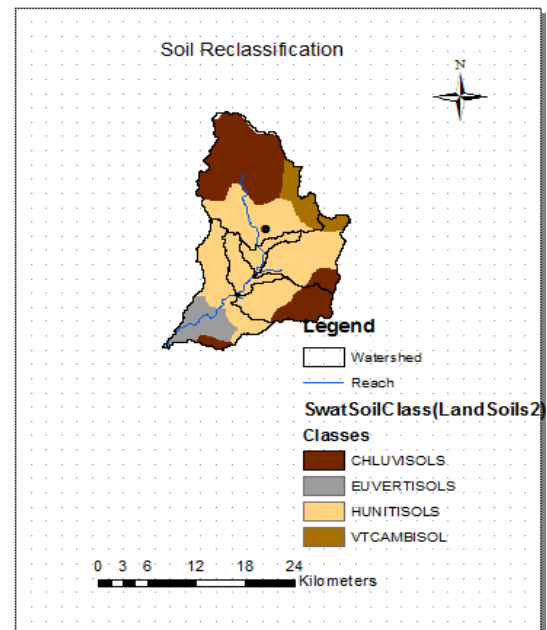 Soil Reclassification
N
Legend
Watershed
Reach
SwatSoilClass(LandSoils2)
Classes
CHLUVISOLS
EUVERTISOLS
HUNITISOLS
VTCAMBISOL
0 3 6 12 18 24
Kilometers